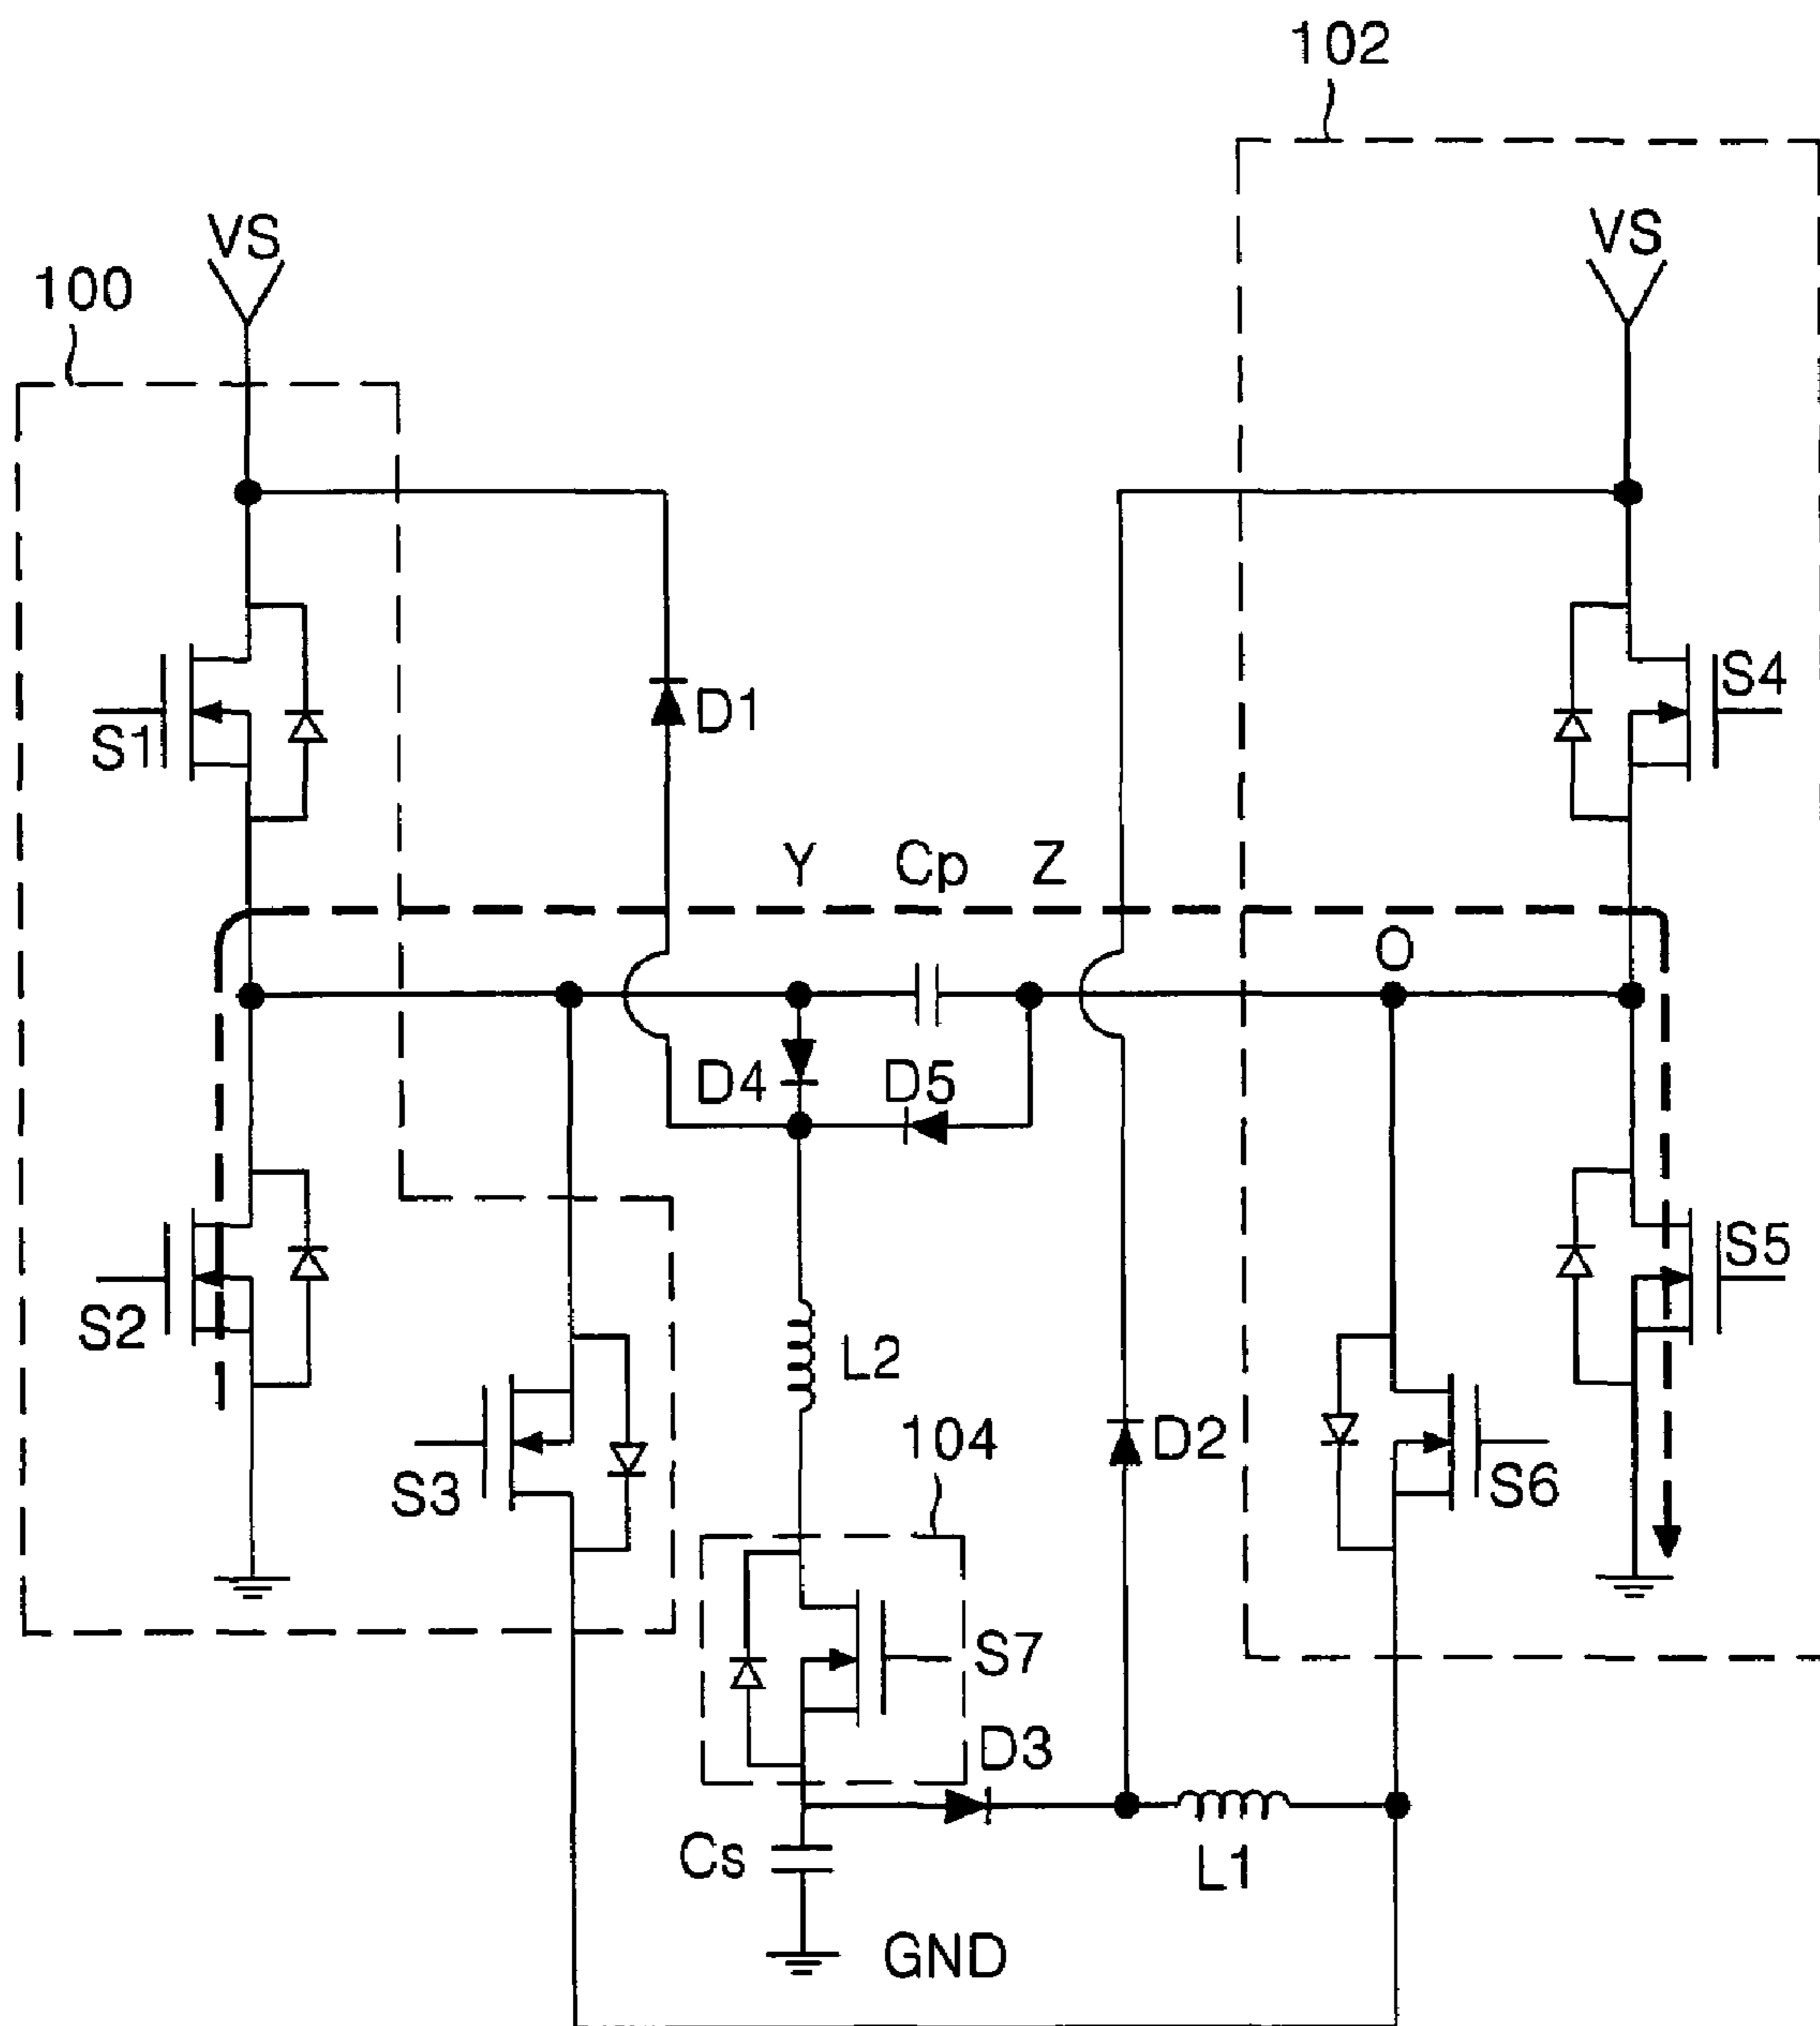 102
VS
VS
100
S4
D1
S1
Y
Cp
Z
O
D4
D5
S5
S2
L2
104
D2
S3
S6
S7
D3
Cs
L1
GND